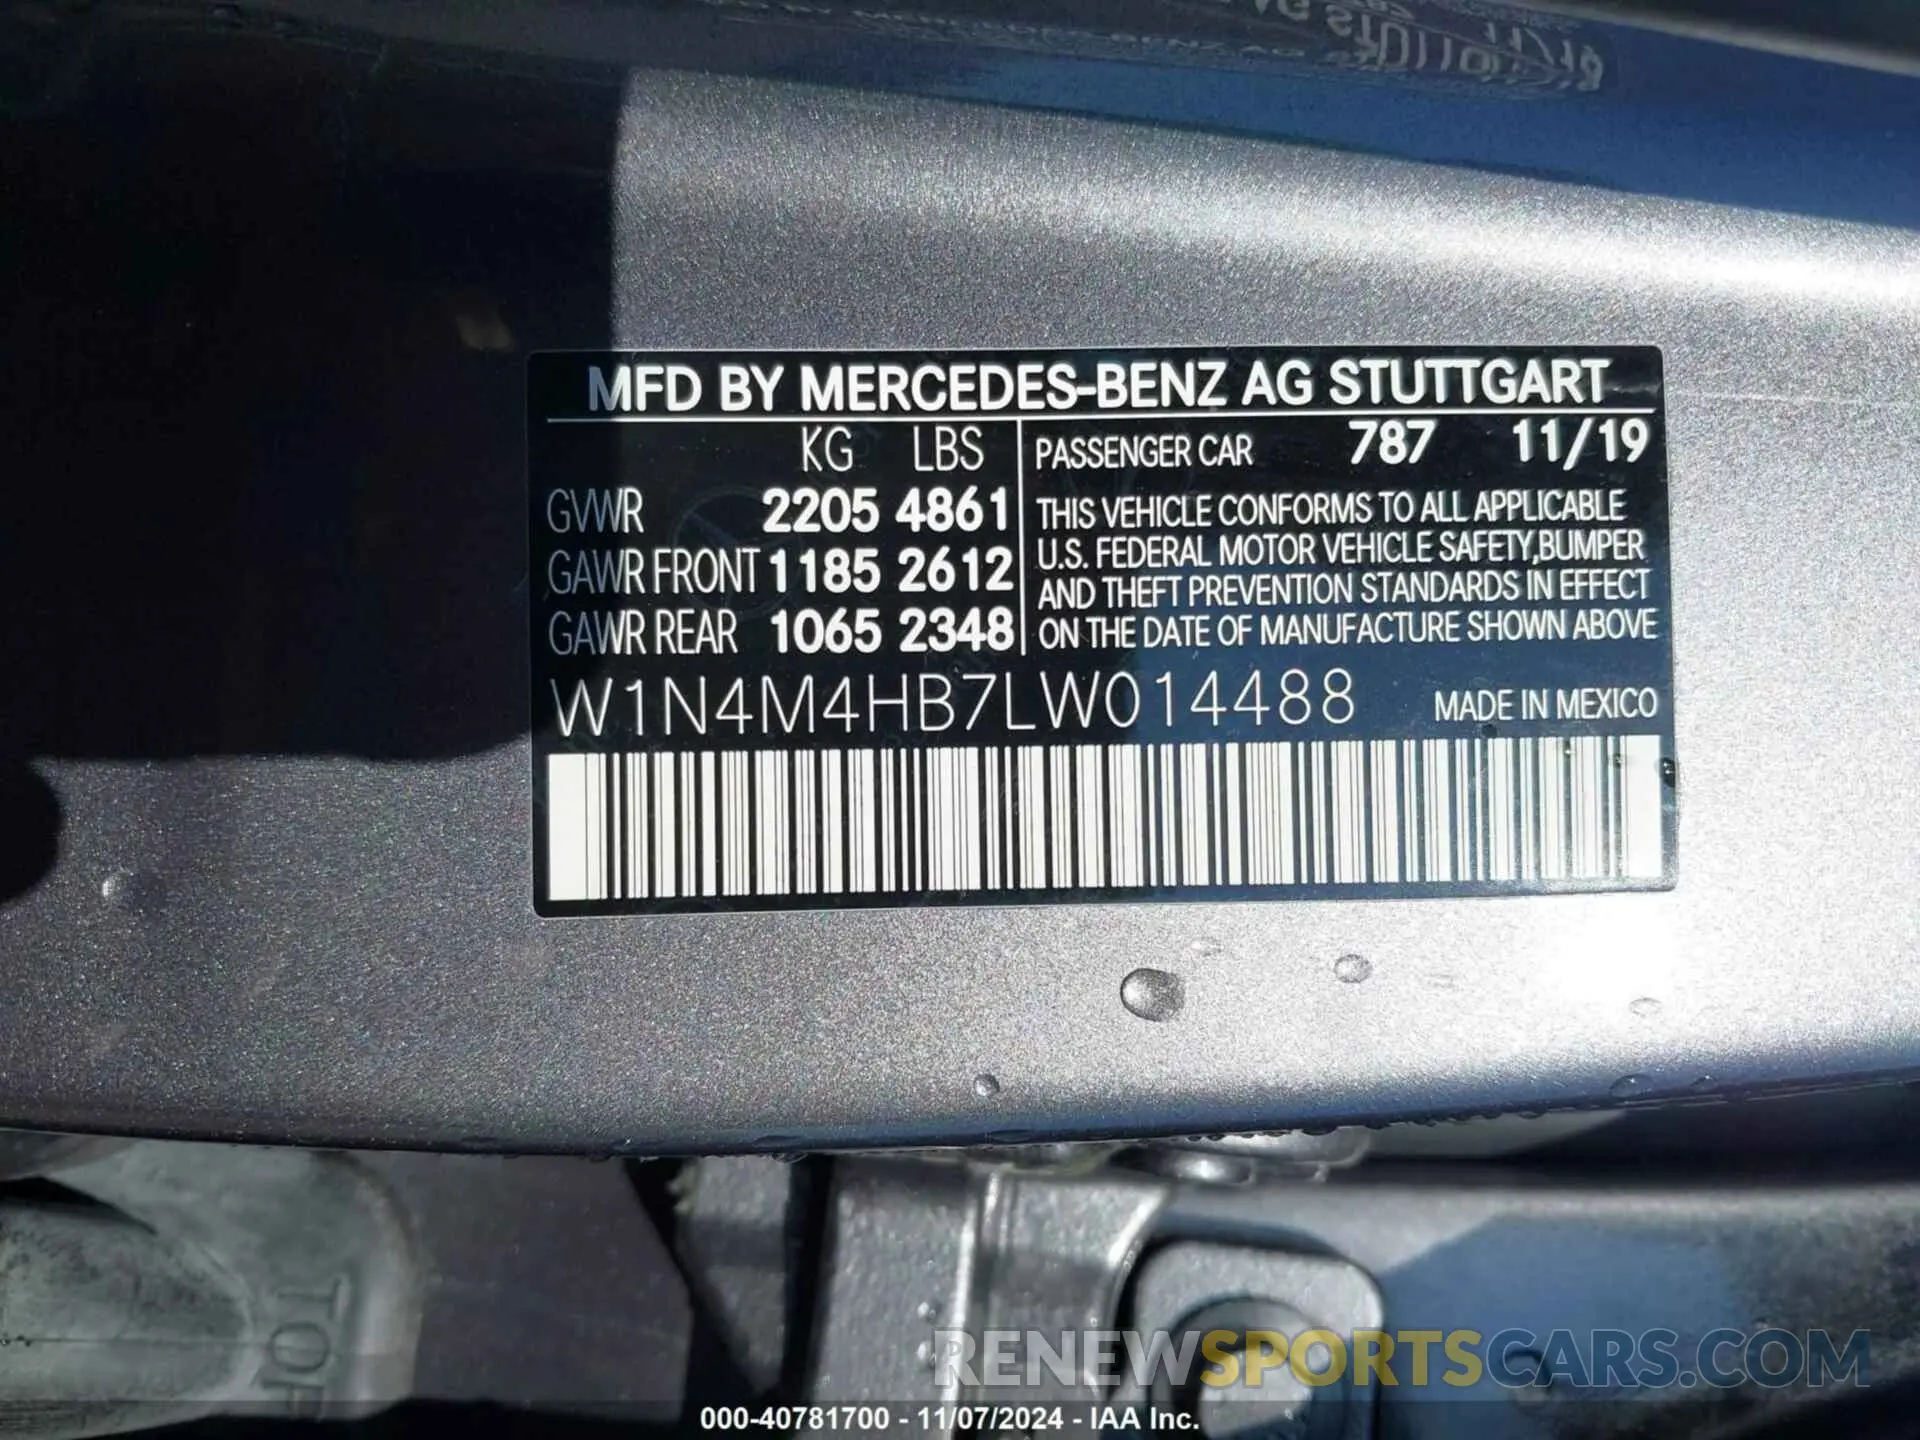 MFD BY MERCEDES-BENZ AG STUTTGART
KG LBS
GVWR 2205 4861
GAWR FRONT 1185 2612
GAWR REAR 1065 2348
PASSENGER CAR 787 11/19
THIS VEHICLE CONFORMS TO ALL APPLICABLE
U.S. FEDERAL MOTOR VEHICLE SAFETY,BUMPER
AND THEFT PREVENTION STANDARDS IN EFFECT
ON THE DATE OF MANUFACTURE SHOWN ABOVE
W1N4M4HB7LW014488 MADE IN MEXICO
RENEWSPORTSCARS.COM
000-40781700 - 11/07/2024 - IAA Inc.